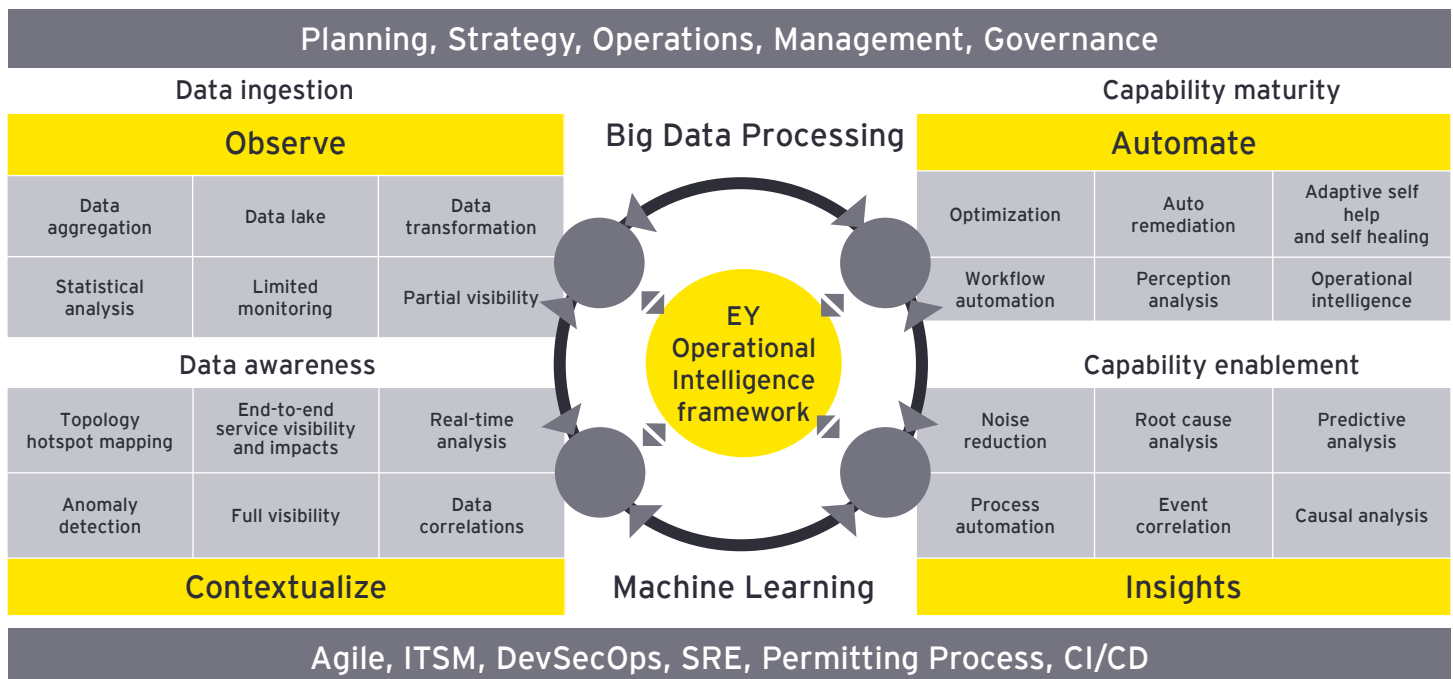 Planning, Strategy, Operations, Management, Governance
Data ingestion
Observe
Data
aggregation
Data lake
Data
transformation
Statistical
analysis
Limited
monitoring
Partial visibility
Data awareness
Topology
hotspot mapping
End-to-end
service visibility
and impacts
Real-time
analysis
Anomaly
detection
Full visibility
Data
correlations
Contextualize
Big Data Processing
EY
Operational
Intelligence
framework
Machine Learning
Capability maturity
Automate
Optimization
Auto
remediation
Adaptive self
help
and self healing
Workflow
automation
Perception
analysis
Operational
intelligence
Capability enablement
Noise
reduction
Root cause
analysis
Predictive
analysis
Process
automation
Event
correlation
Causal analysis
Insights
Agile, ITSM, DevSecOps, SRE, Permitting Process, CI/CD